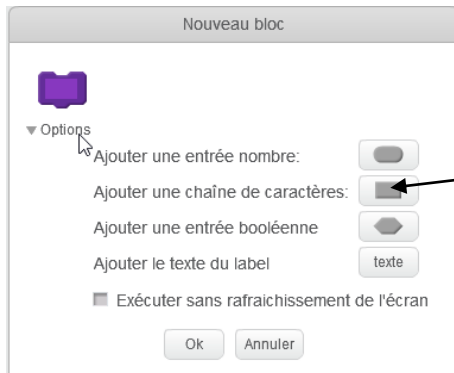 Nouveau bloc
Options
Ajouter une entrée nombre:
Ajouter une chaîne de caractères:
Ajouter une entrée booléenne
Ajouter le texte du label texte
Exécuter sans rafraichissement de l'écran
Ok Annuler